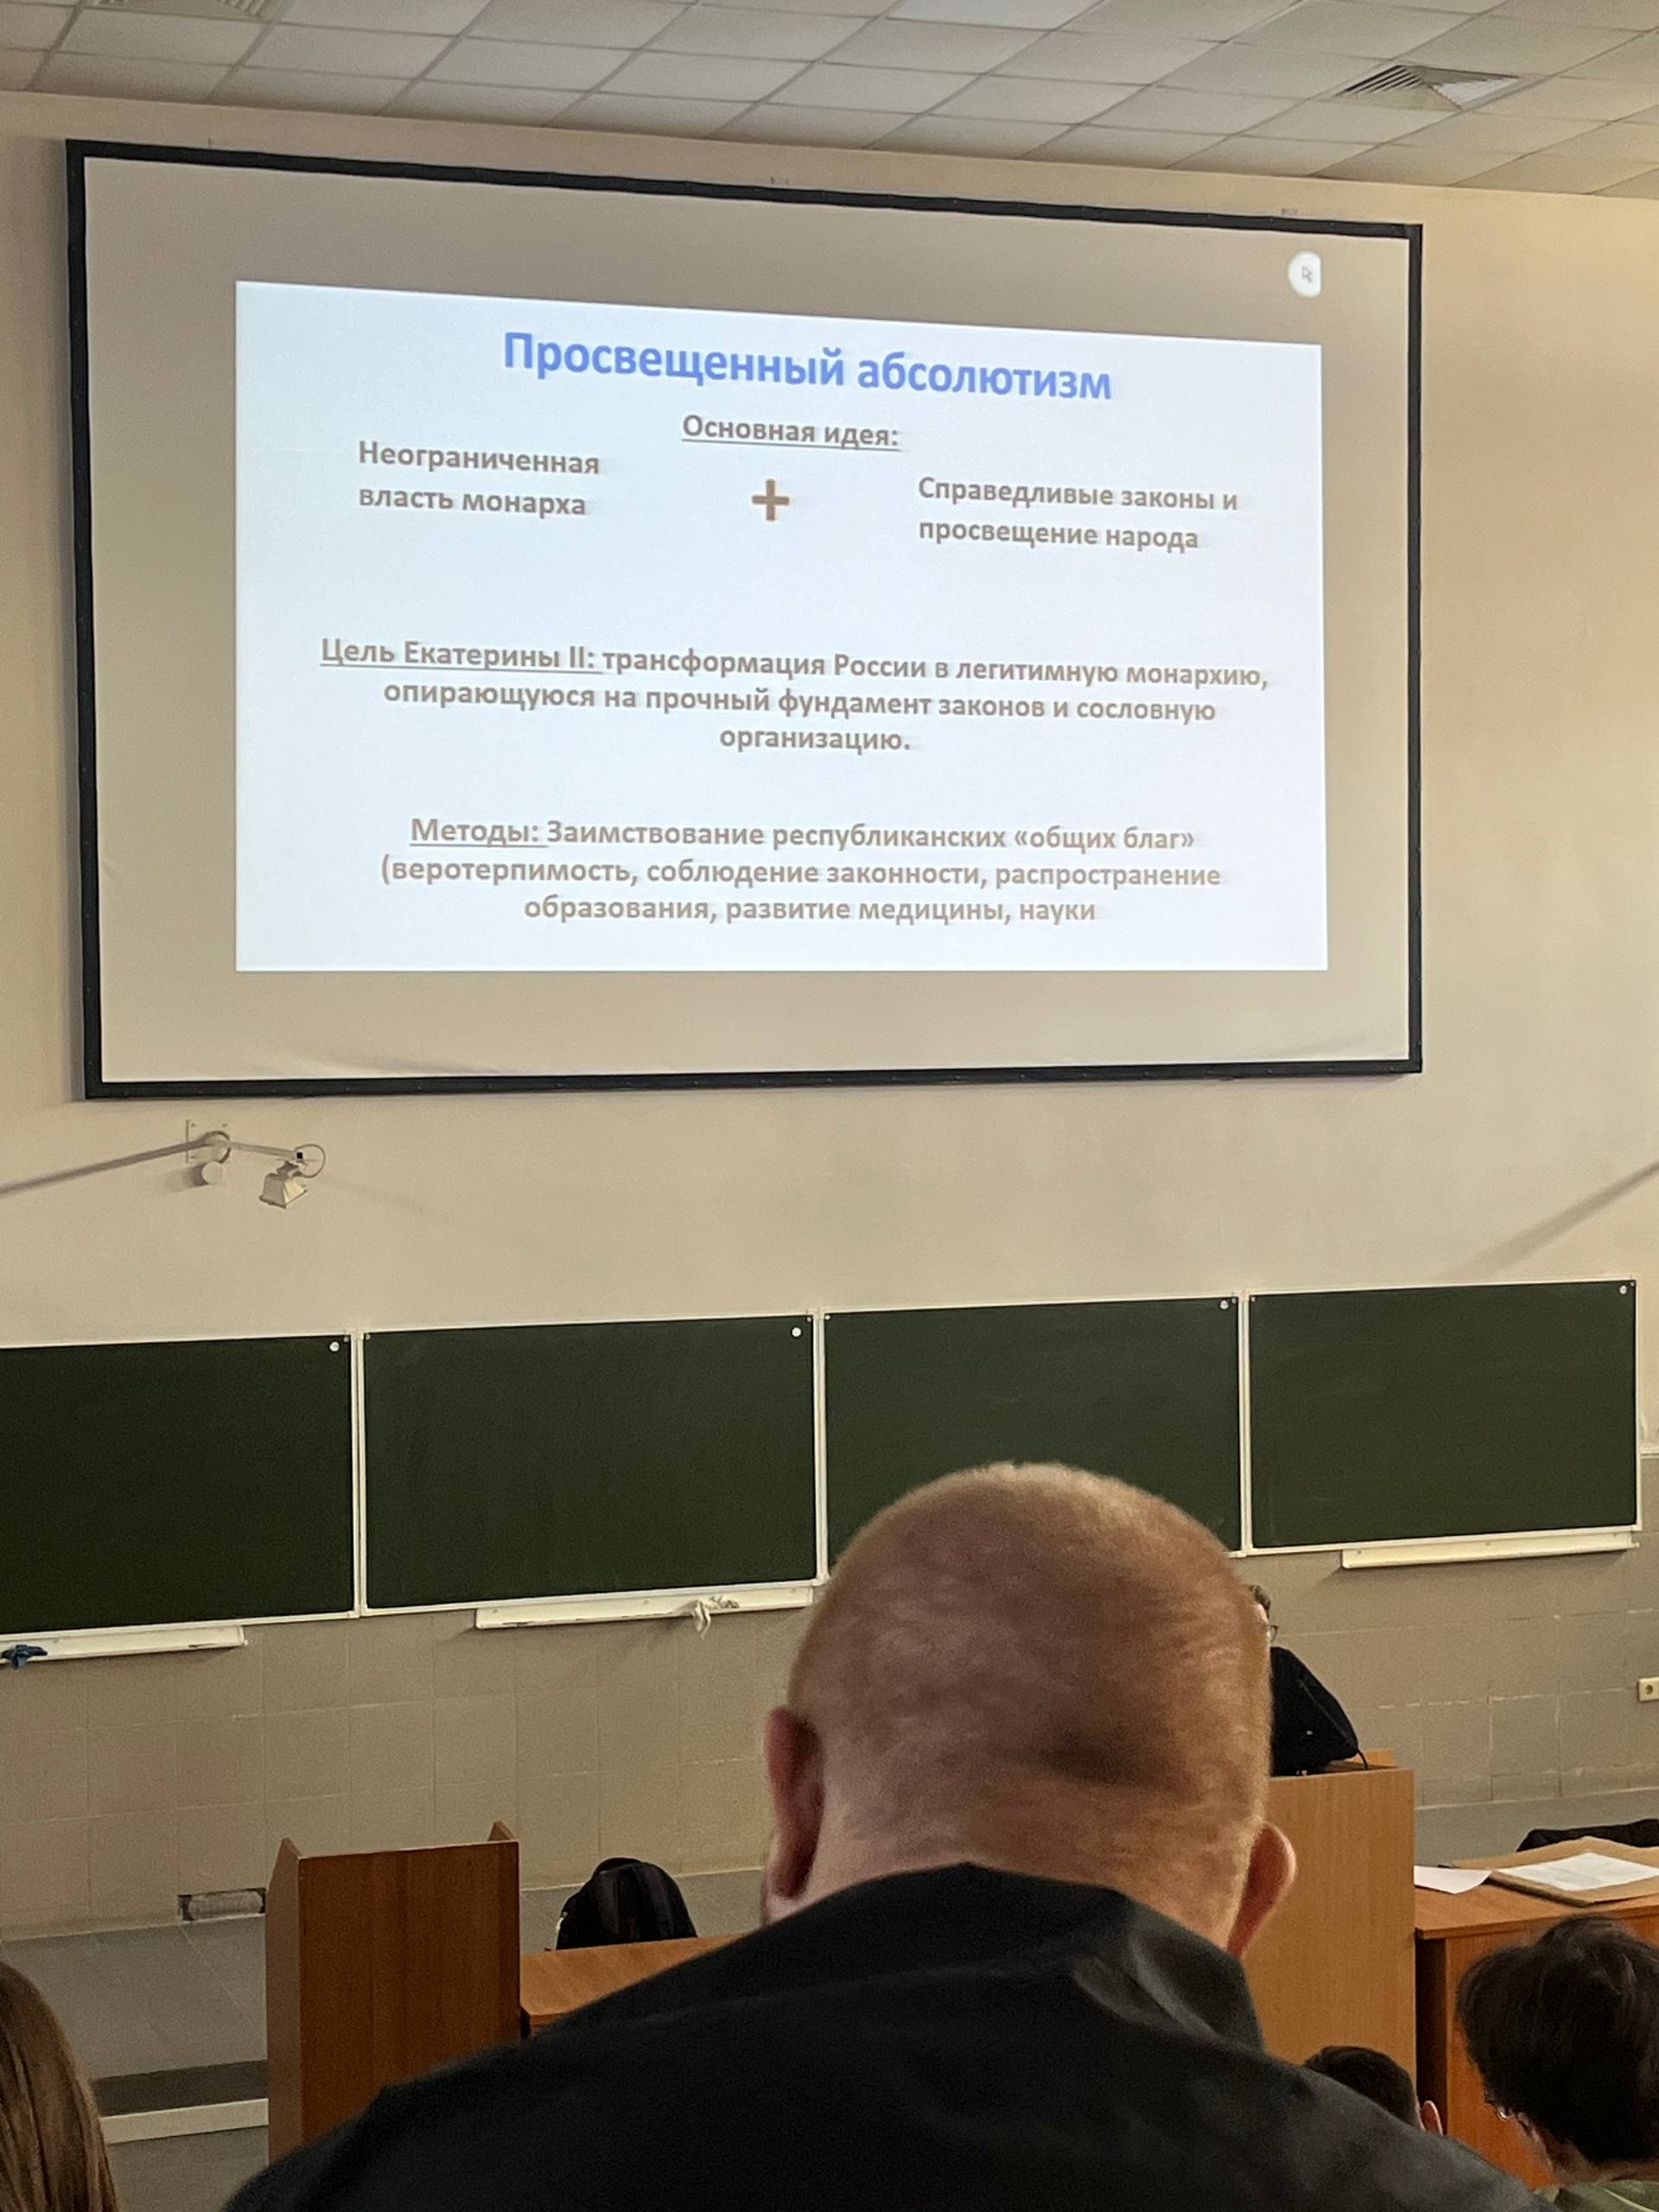 Просвещенный абсолютизм
Основная идея:
Неограниченная
власть монарха
+
Справедливые законы и
просвещение народа
Цель Екатерины II: трансформация России в легитимную монархию,
опирающуюся на прочный фундамент законов и сословную
организацию.
Методы: Заимствование республиканских «общих благ»
(веротерпимость, соблюдение законности, распространение
образования, развитие медицины, науки